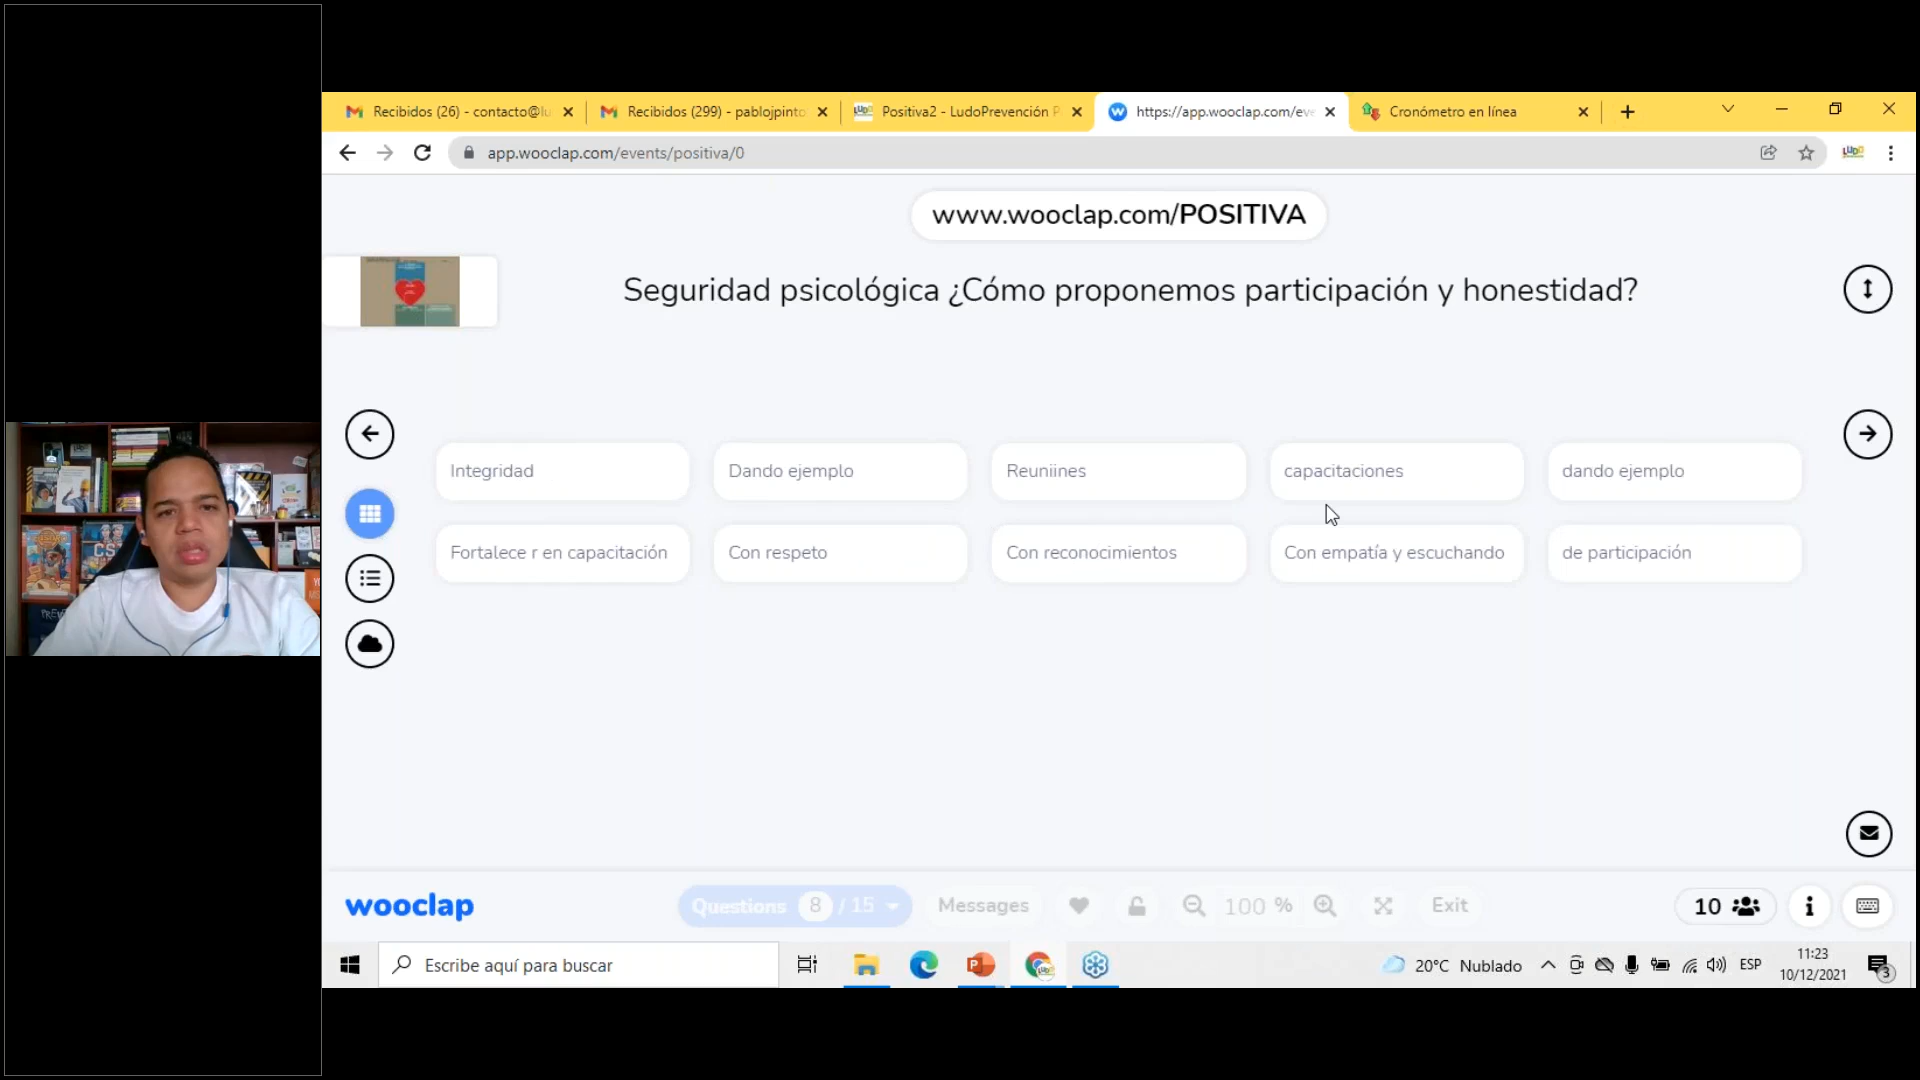 Recibidos (26) - contacto@lu
Recibidos (299) - pablojpinto
Positiva2 - LudoPrevención P
https://app.wooclap.com/eve
Cronómetro en línea
app.wooclap.com/events/positiva/0
www.wooclap.com/POSITIVA
Seguridad psicológica ¿Cómo proponemos participación y honestidad?
Integridad
Dando ejemplo
Reuniines
capacitaciones
dando ejemplo
Fortalece r en capacitación
Con respeto
Con reconocimientos
Con empatía y escuchando
de participación
wooclap
Questions 8 / 15
Messages
100 %
Exit
10
Escribe aquí para buscar
20°C Nublado
ESP
11:23
10/12/2021
3